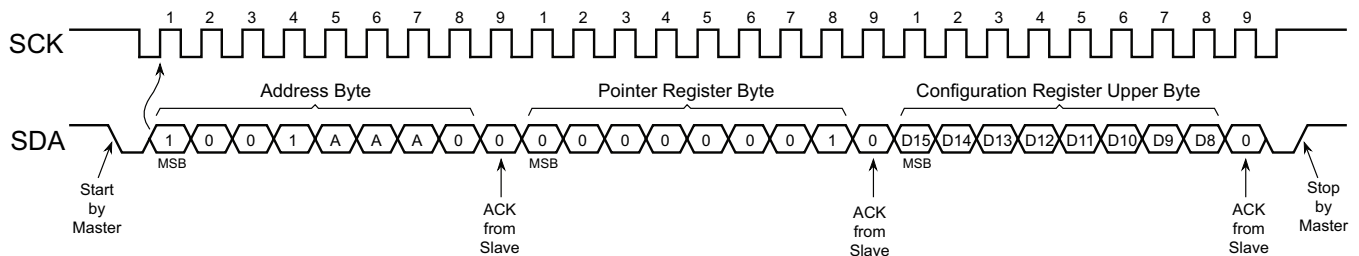 1 2 3 4 5 6 7 8 9 1 2 3 4 5 6 7 8 9 1 2 3 4 5 6 7 8 9
SCK
Address Byte Pointer Register Byte Configuration Register Upper Byte
SDA 1 0 0 1 A A A 0 0 0 0 0 0 0 0 0 1 0 D15 D14 D13 D12 D11 D10 D9 D8 0
MSB MSB MSB
Start
by
Master
ACK
from
Slave
ACK
from
Slave
ACK
from
Slave
Stop
by
Master